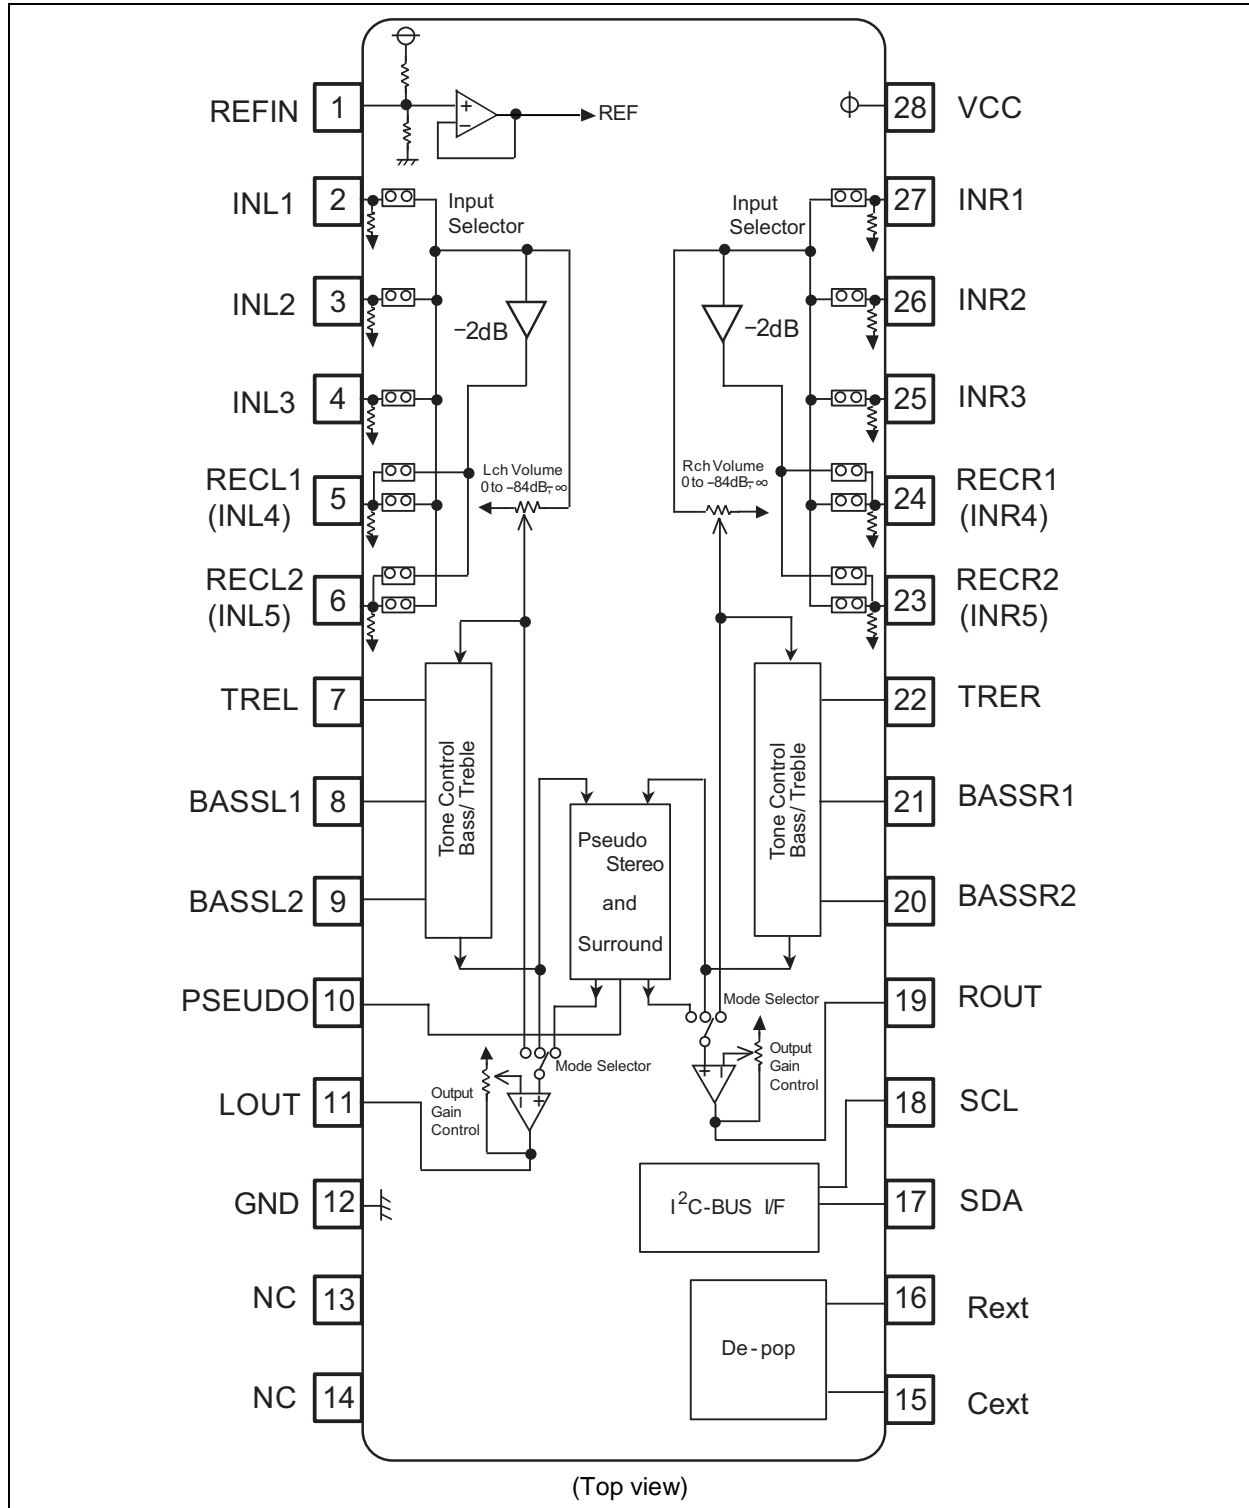 REFIN 1
+
−
REF
28 VCC
INL1 2
Input
Selector
Input
Selector
27 INR1
INL2 3
−2dB
−2dB
26 INR2
INL3 4
25 INR3
RECL1
(INL4)
5
Lch Volume
0 to −84dB, −∞
Rch Volume
0 to −84dB, −∞
24
RECR1
(INR4)
RECL2
(INL5)
6
23
RECR2
(INR5)
TREL 7
22 TRER
Tone Control
Bass/ Treble
Tone Control
Bass/ Treble
BASSL1 8
21 BASSR1
Pseudo
Stereo
and
Surround
BASSL2 9
20 BASSR2
PSEUDO 10
Mode Selector
19 ROUT
Output
Gain
Control
+ −
Mode Selector
Output
Gain
Control
− +
LOUT 11
18 SCL
GND 12
I2C-BUS I/F
17 SDA
NC 13
16 Rext
De-pop
NC 14
15 Cext
(Top view)